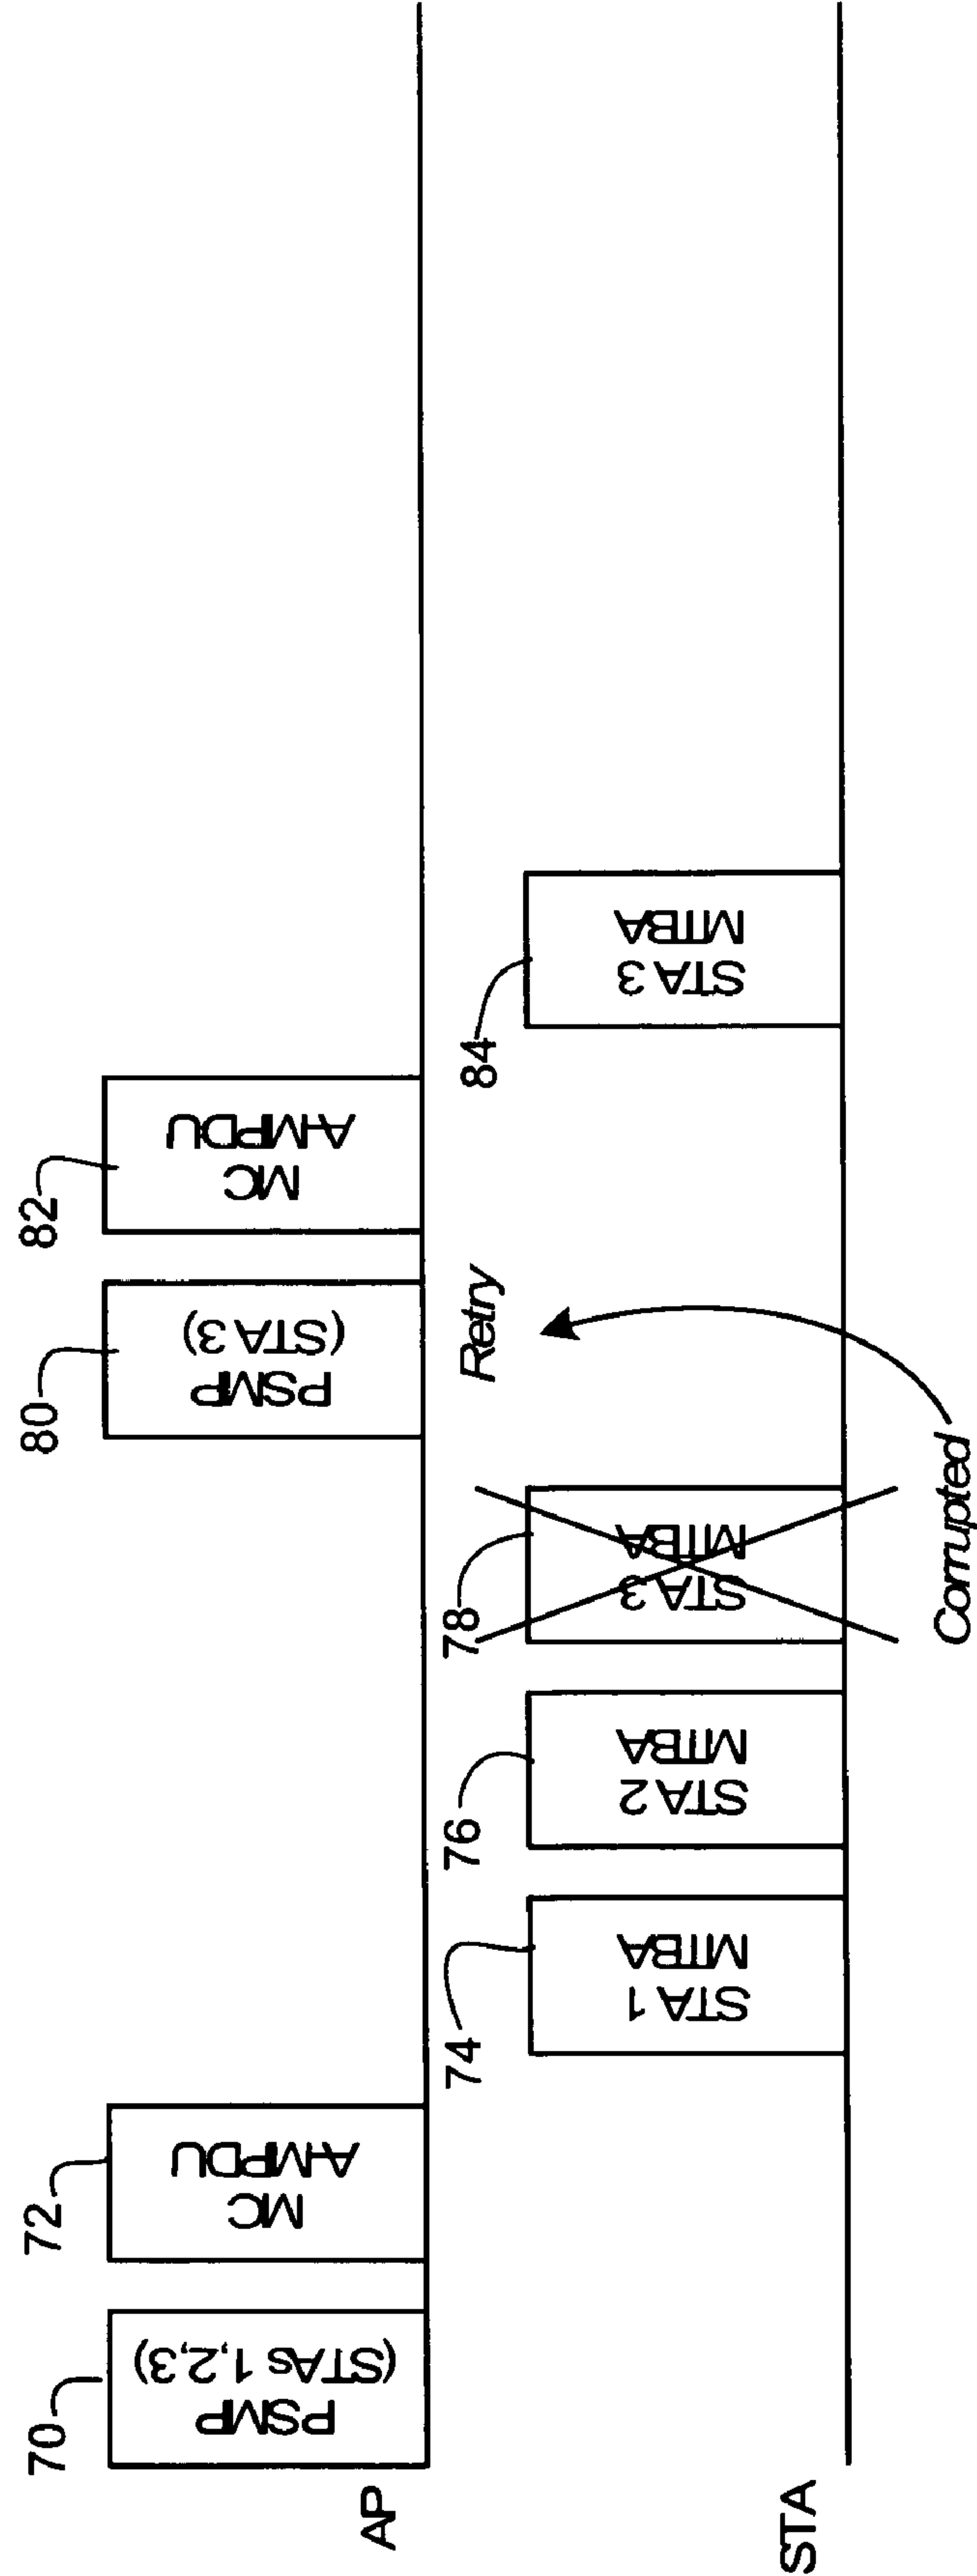 70
PSMP
(STAs 1,2,3)
72
MC
A-MPDU
80
PSMP
(STA 3)
82
MC
A-MPDU
AP
74
STA 1
MTBA
76
STA 2
MTBA
78
STA 3
MTBA
Retry
84
STA 3
MTBA
STA
Corrupted